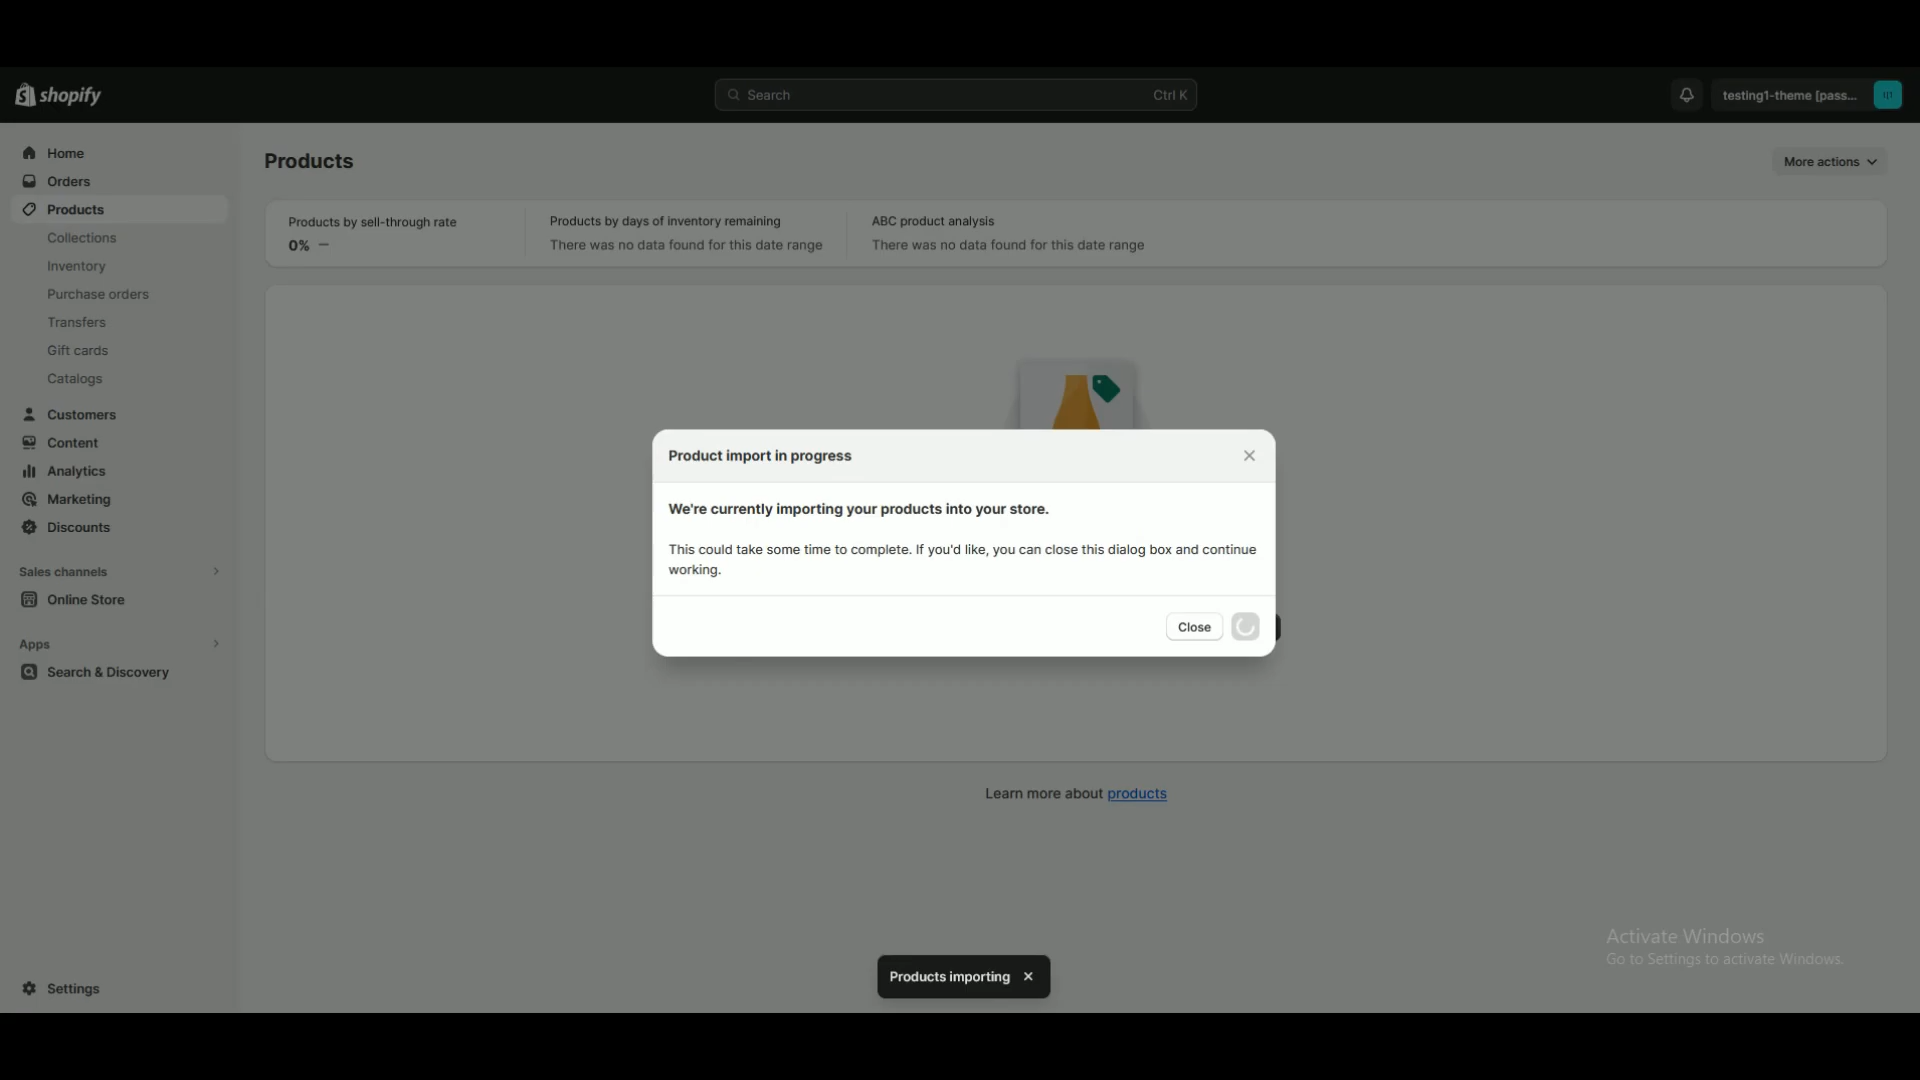 shopify
Search
Ctrl K
testing1-theme [pass...
Home
Orders
Products
Collections
Inventory
Purchase orders
Transfers
Gift cards
Catalogs
Customers
Content
Analytics
Marketing
Discounts
Sales channels
Online Store
Apps
Search & Discovery
Settings
Products
More actions
Products by sell-through rate
0% —
Products by days of inventory remaining
There was no data found for this date range
ABC product analysis
There was no data found for this date range
Product import in progress
We're currently importing your products into your store.
This could take some time to complete. If you'd like, you can close this dialog box and continue
working.
Close
Learn more about products
Products importing
Activate Windows
Go to Settings to activate Windows.